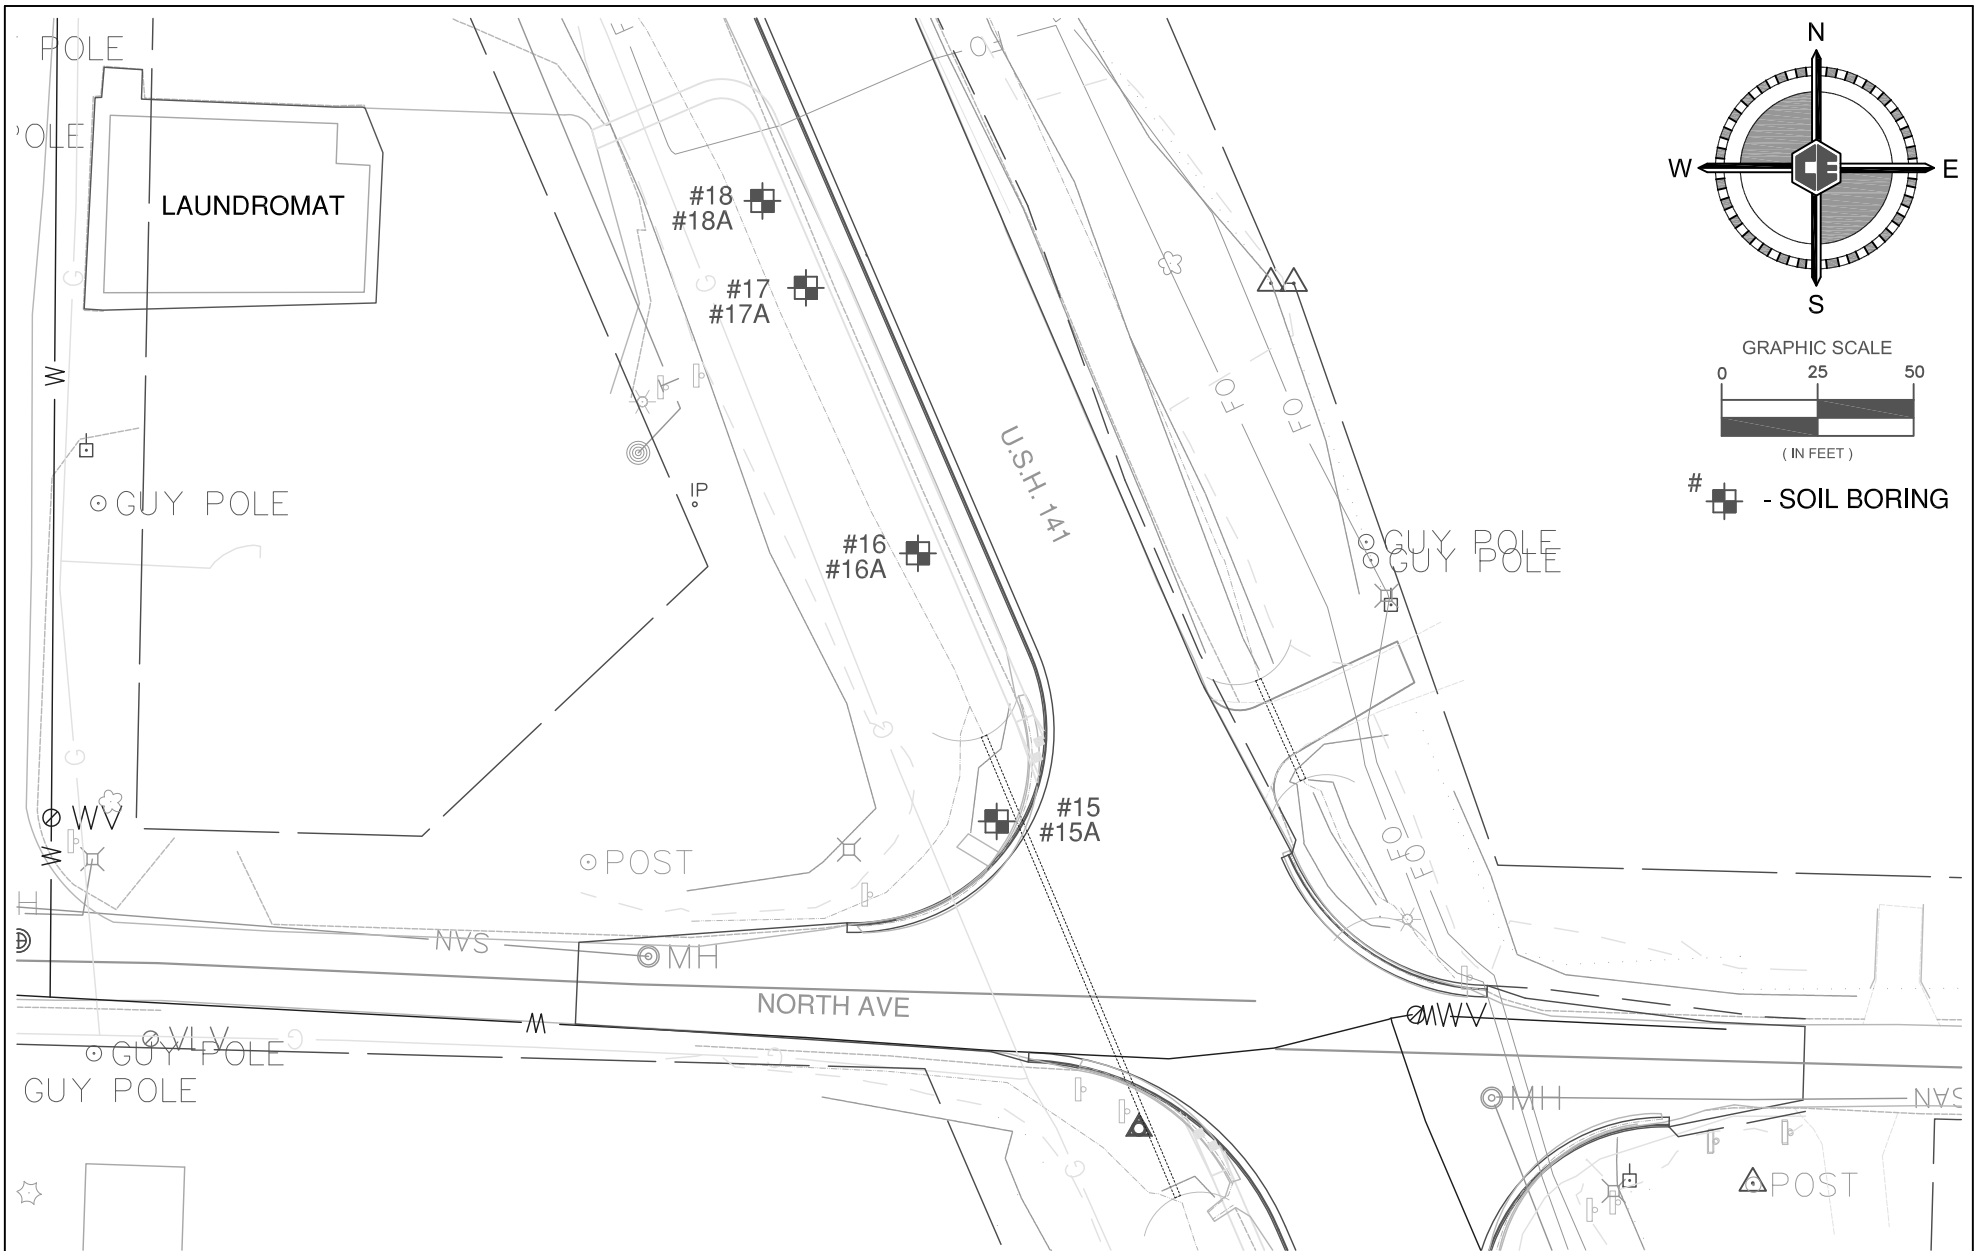 POLE
POLE
LAUNDROMAT
#18
#18A
#17
#17A
#16
#16A
#15
#15A
U.S.H. 141
NORTH AVE
N
W
E
S
GRAPHIC SCALE
0 25 50
( IN FEET )
# - SOIL BORING
G
G
W
GUY POLE
IP
FO
FO
GUY POLE
GUY POLE
G
G
WV
W
POST
FO
FO
H
SAN
MH
W
WV
VLV
GUY POLE
GUY POLE
G
G
G
MH
SAN
POST